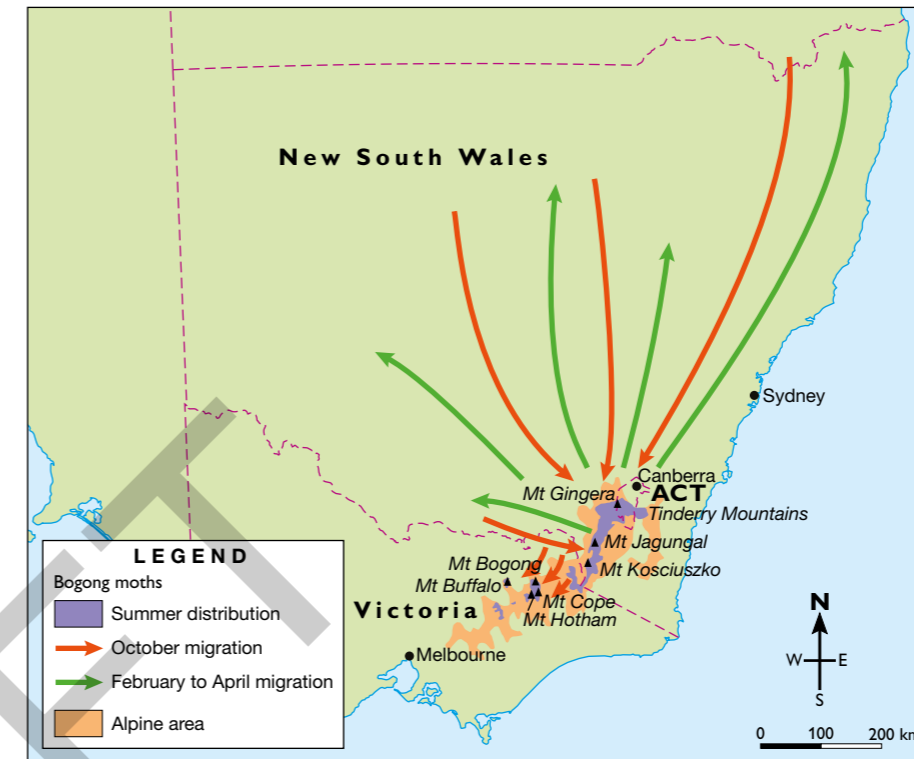 New South Wales
Sydney
Canberra
ACT
Mt Gingera
Tinderry Mountains
Mt Jagungal
Mt Bogong
Mt Kosciuszko
Mt Buffalo
Mt Cope
Victoria
Mt Hotham
Melbourne
LEGEND
Bogong moths
Summer distribution
October migration
February to April migration
Alpine area
N
W E
S
0 100 200 km
ET